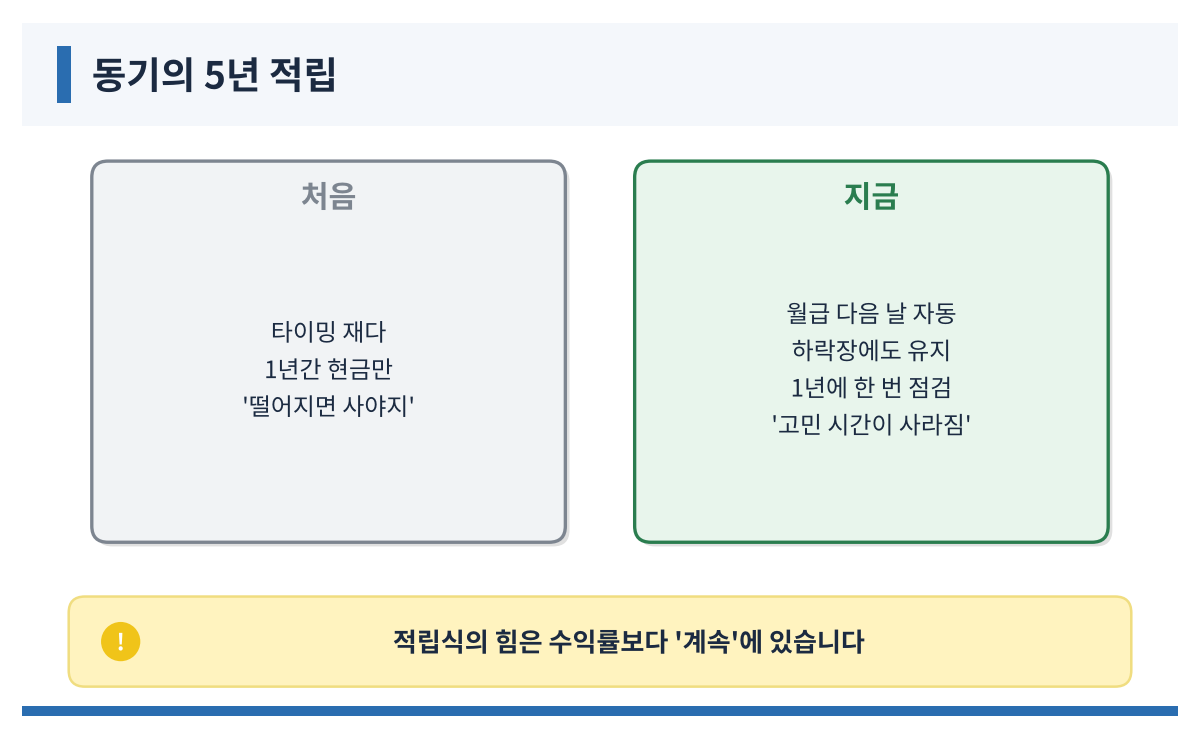 동기의 5년 적립
처음
타이밍 재다
1년간 현금만
'떨어지면 사야지'
지금
월급 다음 날 자동
하락장에도 유지
1년에 한 번 점검
'고민 시간이 사라짐'
!
적립식의 힘은 수익률보다 '계속'에 있습니다